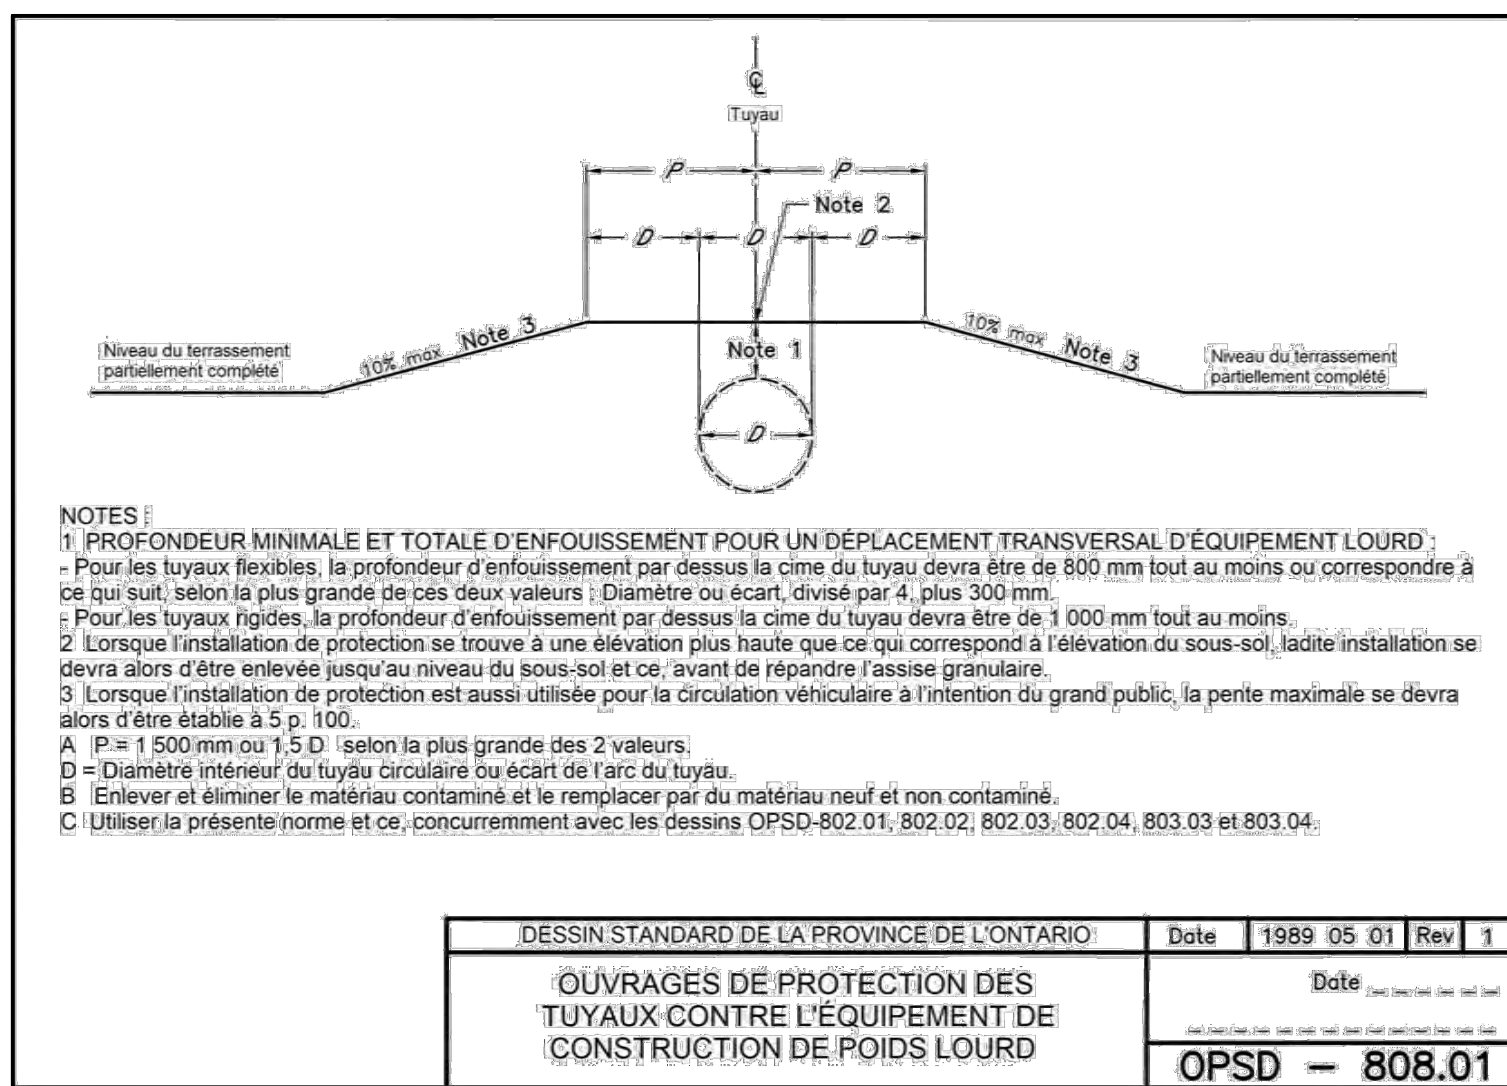 ℄
Tuyau
P P
Note 2
D D D
10% max Note 3
10% max Note 3
Note 1
Niveau du terrassement
partiellement complété
Niveau du terrassement
partiellement complété
D
NOTES :
1 PROFONDEUR MINIMALE ET TOTALE D'ENFOUISSEMENT POUR UN DÉPLACEMENT TRANSVERSAL D'ÉQUIPEMENT LOURD :
- Pour les tuyaux flexibles, la profondeur d'enfouissement par dessus la cime du tuyau devra être de 800 mm tout au moins ou correspondre à
ce qui suit, selon la plus grande de ces deux valeurs : Diamètre ou écart, divisé par 4, plus 300 mm.
- Pour les tuyaux rigides, la profondeur d'enfouissement par dessus la cime du tuyau devra être de 1 000 mm tout au moins.
2 Lorsque l'installation de protection se trouve à une élévation plus haute que ce qui correspond à l'élévation du sous-sol, ladite installation se
devra alors d'être enlevée jusqu'au niveau du sous-sol et ce, avant de répandre l'assise granulaire.
3 Lorsque l'installation de protection est aussi utilisée pour la circulation véhiculaire à l'intention du grand public, la pente maximale se devra
alors d'être établie à 5 p. 100.
A P = 1 500 mm ou 1,5 D selon la plus grande des 2 valeurs.
D = Diamètre intérieur du tuyau circulaire ou écart de l'arc du tuyau.
B Enlever et éliminer le matériau contaminé et le remplacer par du matériau neuf et non contaminé.
C Utiliser la présente norme et ce, concurremment avec les dessins OPSD-802.01, 802.02, 802.03, 802.04, 803.03 et 803.04.
DESSIN STANDARD DE LA PROVINCE DE L'ONTARIO
Date 1989 05 01 Rev 1
OUVRAGES DE PROTECTION DES
TUYAUX CONTRE L'ÉQUIPEMENT DE
CONSTRUCTION DE POIDS LOURD
Date
OPSD - 808.01